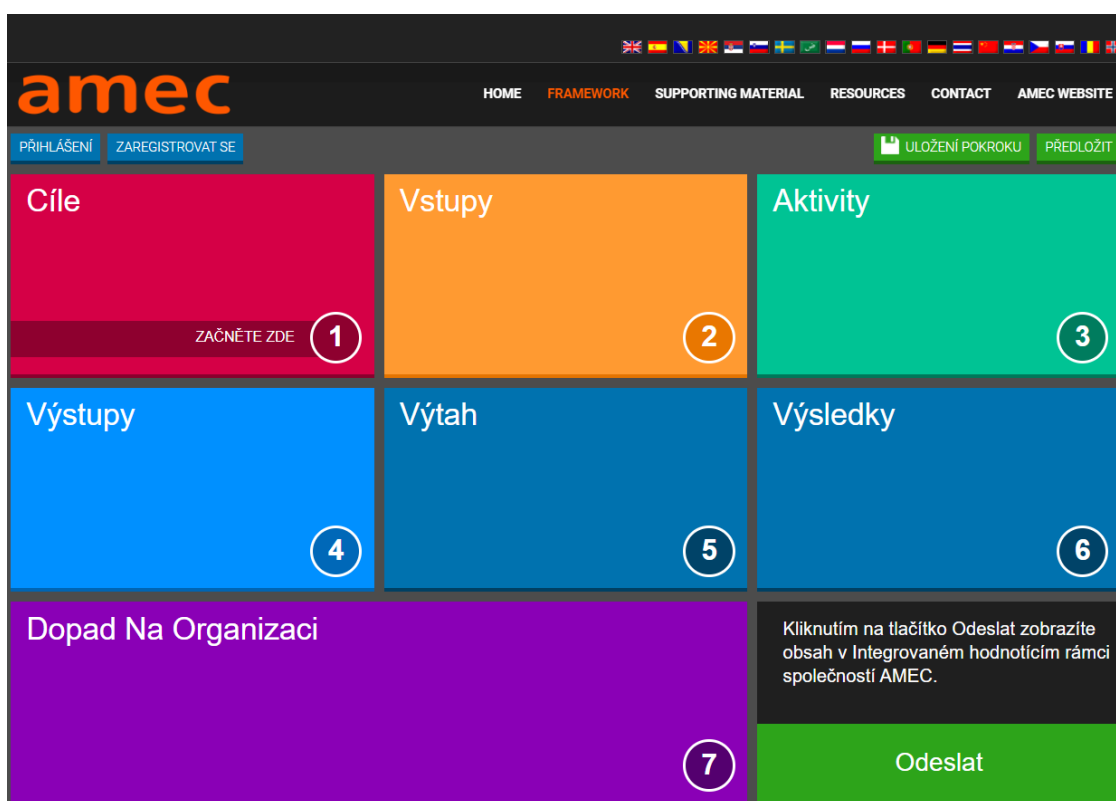 amec
HOME FRAMEWORK SUPPORTING MATERIAL RESOURCES CONTACT AMEC WEBSITE
PŘIHLÁŠENÍ ZAREGISTROVAT SE ULOŽENÍ POKROKU PŘEDLOŽIT
Cíle Vstupy Aktivity
ZAČNĚTE ZDE 1 2 3
Výstupy Výtah Výsledky
4 5 6
Dopad Na Organizaci
Kliknutím na tlačítko Odeslat zobrazíte
obsah v Integrovaném hodnotícím rámci
společností AMEC.
7
Odeslat